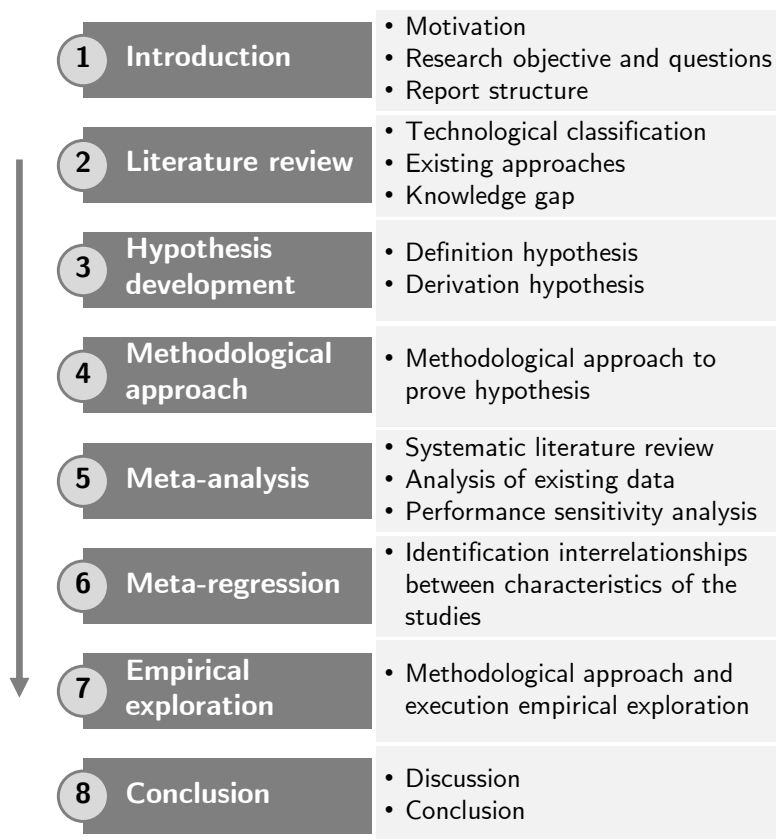 1 Introduction
• Motivation
• Research objective and questions
• Report structure
2 Literature review
• Technological classification
• Existing approaches
• Knowledge gap
3 Hypothesis
development
• Definition hypothesis
• Derivation hypothesis
4 Methodological
approach
• Methodological approach to
prove hypothesis
5 Meta-analysis
• Systematic literature review
• Analysis of existing data
• Performance sensitivity analysis
6 Meta-regression
• Identification interrelationships
between characteristics of the
studies
7 Empirical
exploration
• Methodological approach and
execution empirical exploration
8 Conclusion
• Discussion
• Conclusion